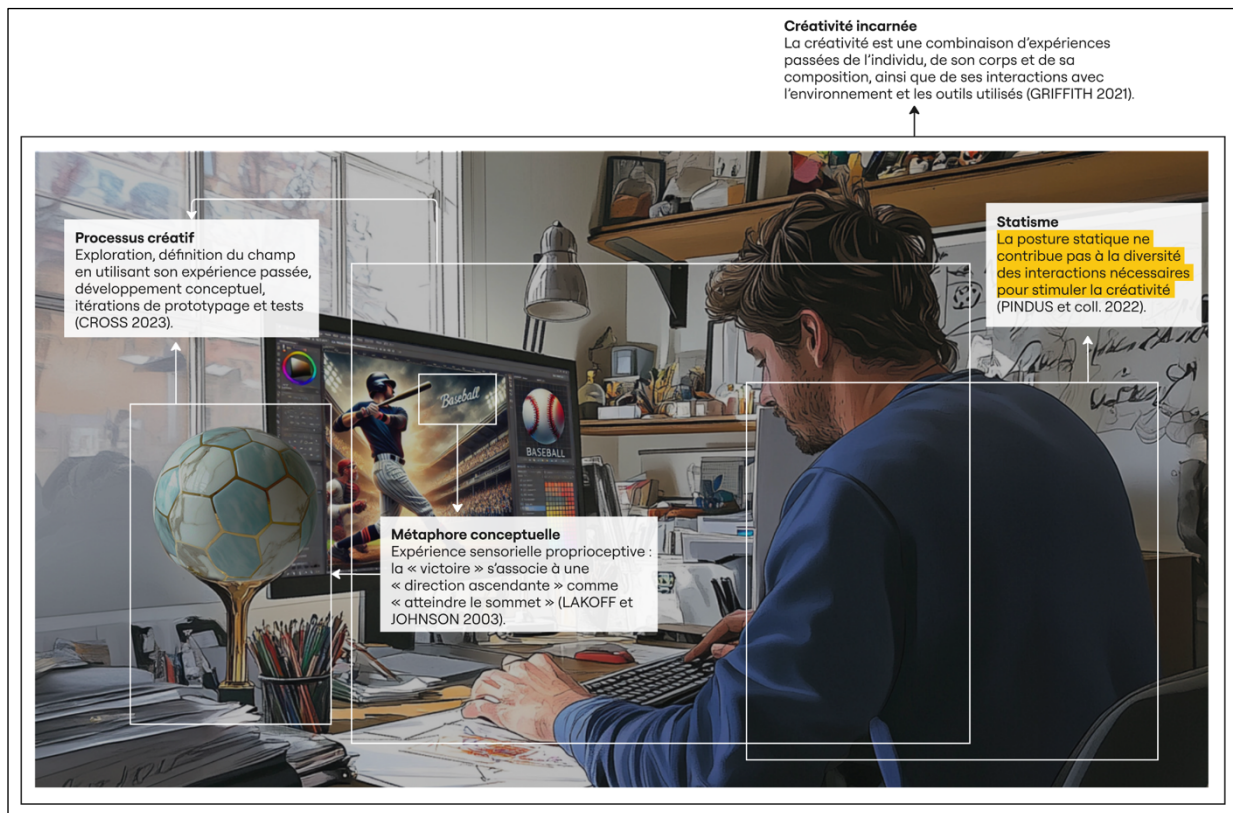 Créativité incarnée
La créativité est une combinaison d’expériences
passées de l’individu, de son corps et de sa
composition, ainsi que de ses interactions avec
l’environnement et les outils utilisés (GRIFFITH 2021).
Processus créatif
Exploration, définition du champ
en utilisant son expérience passée,
développement conceptuel,
itérations de prototypage et tests
(CROSS 2023).
Statisme
La posture statique ne
contribue pas à la diversité
des interactions nécessaires
pour stimuler la créativité
(PINDUS et coll. 2022).
Baseball
BASEBALL
Métaphore conceptuelle
Expérience sensorielle proprioceptive :
la « victoire » s’associe à une
« direction ascendante » comme
« atteindre le sommet » (LAKOFF et
JOHNSON 2003).